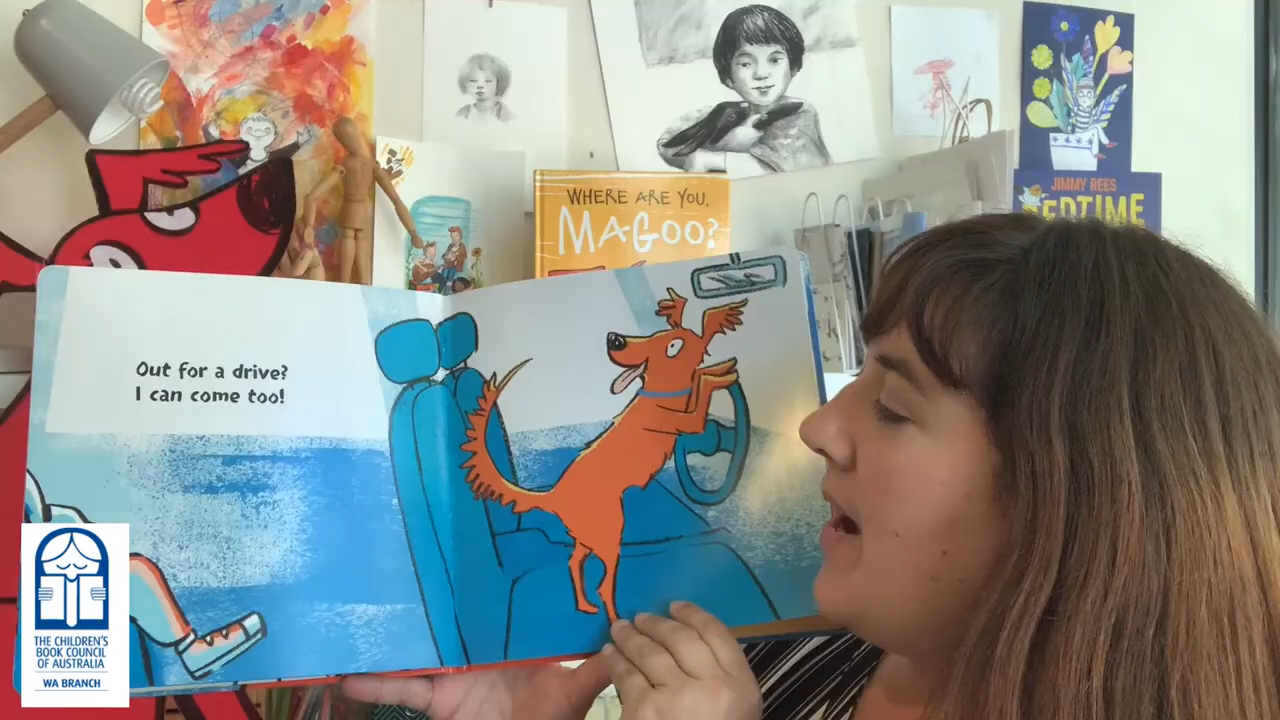 WHERE ARE YOU,
MAGOO?
JIMMY REES
BEDTIME
Out for a drive?
I can come too!
THE CHILDREN'S
BOOK COUNCIL
OF AUSTRALIA
WA BRANCH